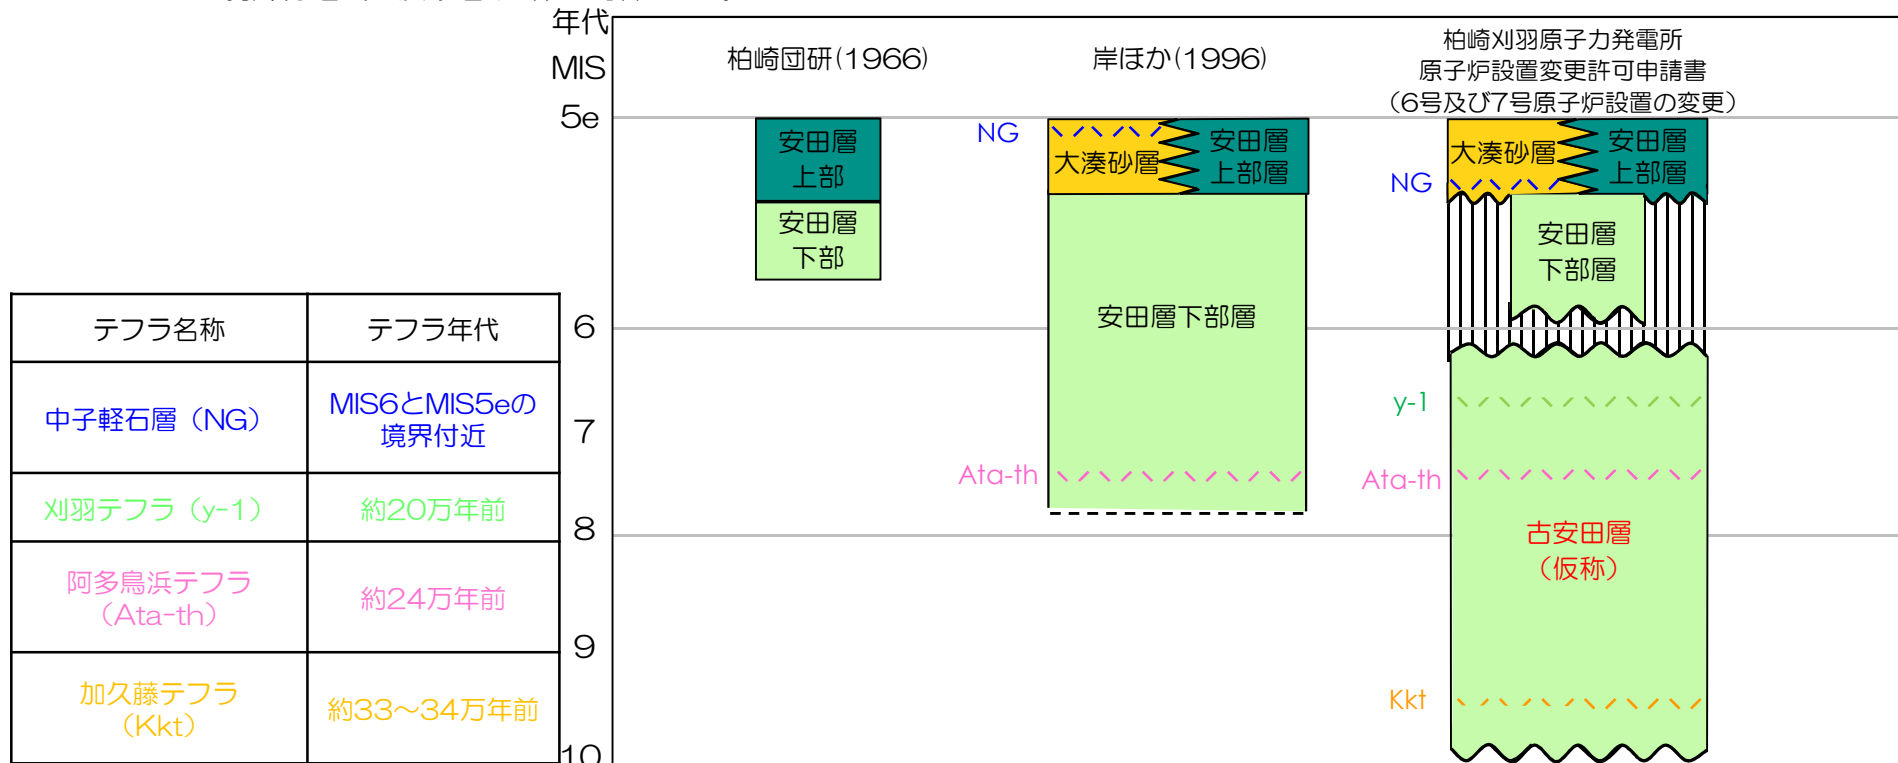 年代
MIS
5e
6
7
8
9
10
柏崎団研(1966)
安田層
上部
安田層
下部
岸ほか(1996)
NG
大湊砂層
安田層
上部層
安田層下部層
Ata-th
柏崎刈羽原子力発電所
原子炉設置変更許可申請書
（6号及び7号原子炉設置の変更）
大湊砂層
安田層
上部層
NG
安田層
下部層
y-1
Ata-th
古安田層
（仮称）
Kkt
テフラ名称
テフラ年代
中子軽石層（NG）
MIS6とMIS5eの
境界付近
刈羽テフラ（y-1）
約20万年前
阿多鳥浜テフラ
（Ata-th）
約24万年前
加久藤テフラ
（Kkt）
約33～34万年前